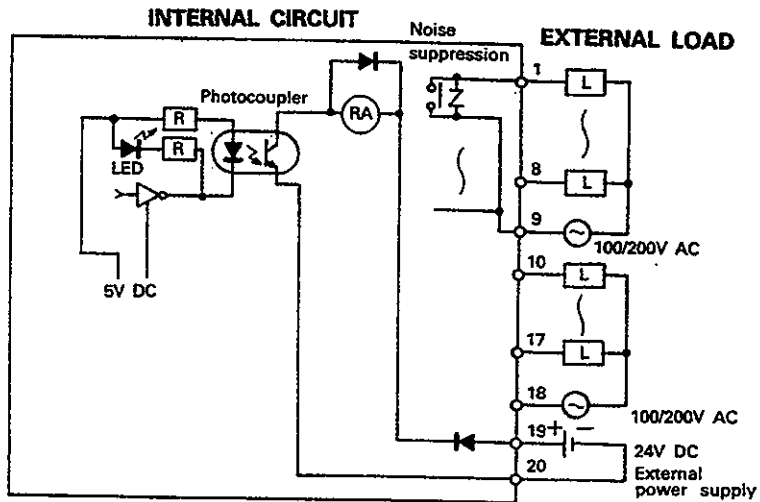 INTERNAL CIRCUIT
Noise
suppression
EXTERNAL LOAD
Photocoupler
R
R
LED
RA
5V DC
1
L
8
L
9
100/200V AC
10
L
17
L
18
100/200V AC
19
+
−
24V DC
20
External
power supply